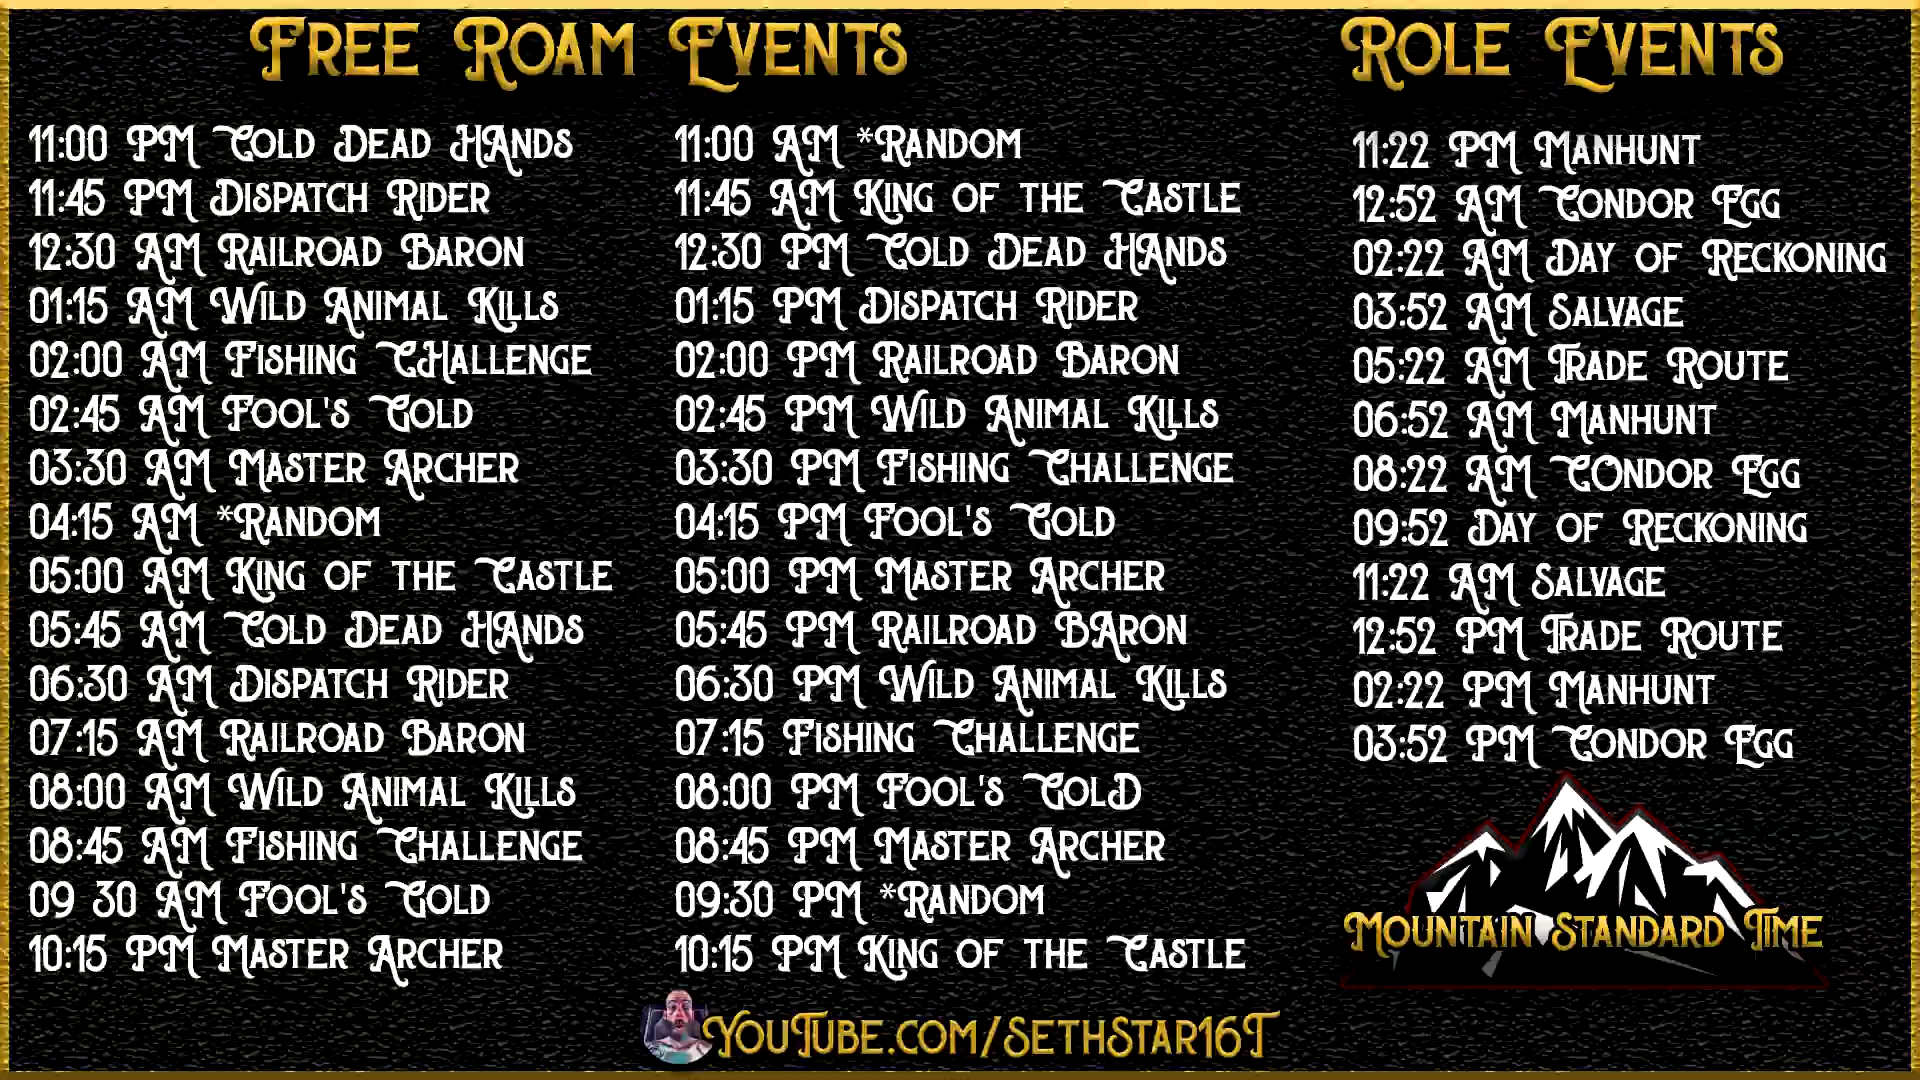 Free Roam Events
11:00 PM Cold Dead Hands
11:45 PM Dispatch Rider
12:30 AM Railroad Baron
01:15 AM Wild Animal Kills
02:00 AM Fishing Challenge
02:45 AM Fool's Gold
03:30 AM Master Archer
04:15 AM *Random
05:00 AM King of the Castle
05:45 AM Cold Dead Hands
06:30 AM Dispatch Rider
07:15 AM Railroad Baron
08:00 AM Wild Animal Kills
08:45 AM Fishing Challenge
09 30 AM Fool's Gold
10:15 PM Master Archer
11:00 AM *Random
11:45 AM King of the Castle
12:30 PM Cold Dead Hands
01:15 PM Dispatch Rider
02:00 PM Railroad Baron
02:45 PM Wild Animal Kills
03:30 PM Fishing Challenge
04:15 PM Fool's Gold
05:00 PM Master Archer
05:45 PM Railroad Baron
06:30 PM Wild Animal Kills
07:15 Fishing Challenge
08:00 PM Fool's Gold
08:45 PM Master Archer
09:30 PM *Random
10:15 PM King of the Castle
Role Events
11:22 PM Manhunt
12:52 AM Condor Egg
02:22 AM Day of Reckoning
03:52 AM Salvage
05:22 AM Trade Route
06:52 AM Manhunt
08:22 AM Condor Egg
09:52 Day of Reckoning
11:22 AM Salvage
12:52 PM Trade Route
02:22 PM Manhunt
03:52 PM Condor Egg
Mountain Standard Time
YouTube.com/SethStar16T